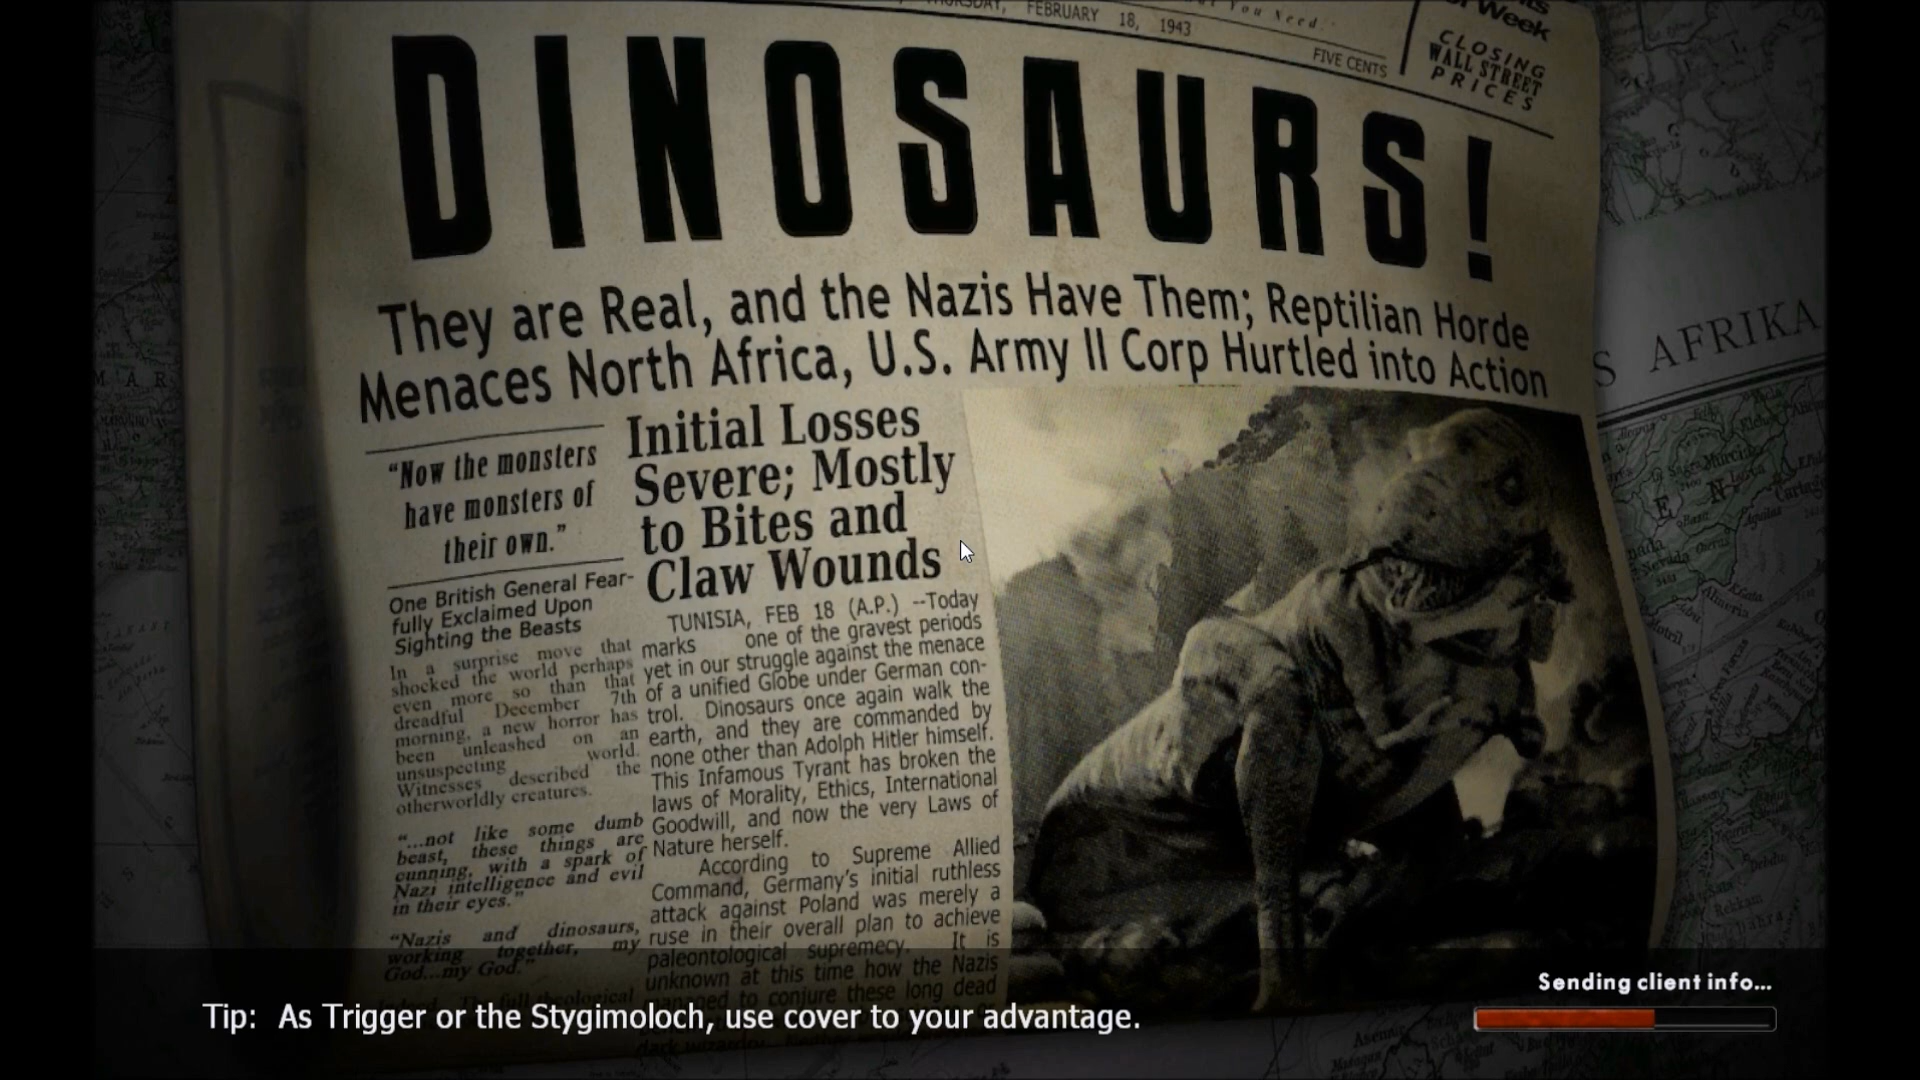 THURSDAY, FEBRUARY 18, 1943
You Need."
FIVE CENTS
Week
CLOSING
WALL STREET
PRICES
DINOSAURS!
They are Real, and the Nazis Have Them; Reptilian Horde
Menaces North Africa, U.S. Army II Corp Hurtled into Action
"Now the monsters
have monsters of
their own."
One British General Fear-
fully Exclaimed Upon
Sighting the Beasts
In a surprise move that
shocked the world perhaps
even more so than that
dreadful December 7th
morning, a new horror has
been unleashed on an
unsuspecting world.
Witnesses described the
otherworldly creatures.
"...not like some dumb
beast, these things are
cunning, with a spark of
Nazi intelligence and evil
in their eyes."
"Nazis and dinosaurs,
working together, my
God...my God."
Initial Losses
Severe; Mostly
to Bites and
Claw Wounds
TUNISIA, FEB 18 (A.P.) --Today
marks one of the gravest periods
yet in our struggle against the menace
of a unified Globe under German con-
trol. Dinosaurs once again walk the
earth, and they are commanded by
none other than Adolph Hitler himself.
This Infamous Tyrant has broken the
laws of Morality, Ethics, International
Goodwill, and now the very Laws of
Nature herself.
According to Supreme Allied
Command, Germany's initial ruthless
attack against Poland was merely a
ruse in their overall plan to achieve
paleontological supremecy. It is
unknown at this time how the Nazis
managed to conjure these long dead
S AFRIKA
Sending client info...
Tip: As Trigger or the Stygimoloch, use cover to your advantage.